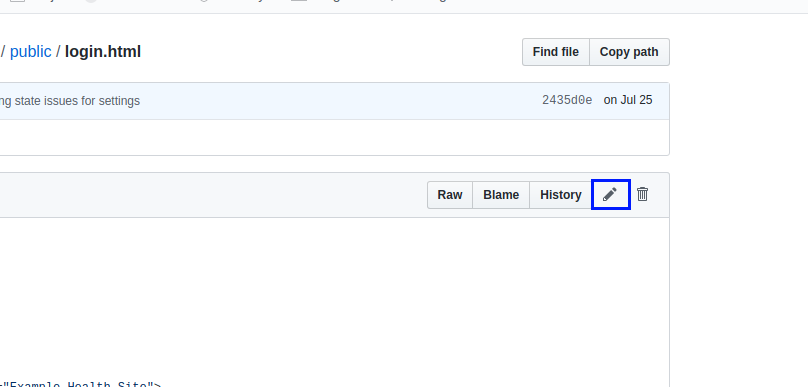 / public / login.html
Find file
Copy path
ng state issues for settings
2435d0e on Jul 25
Raw
Blame
History
="Example Health Site">